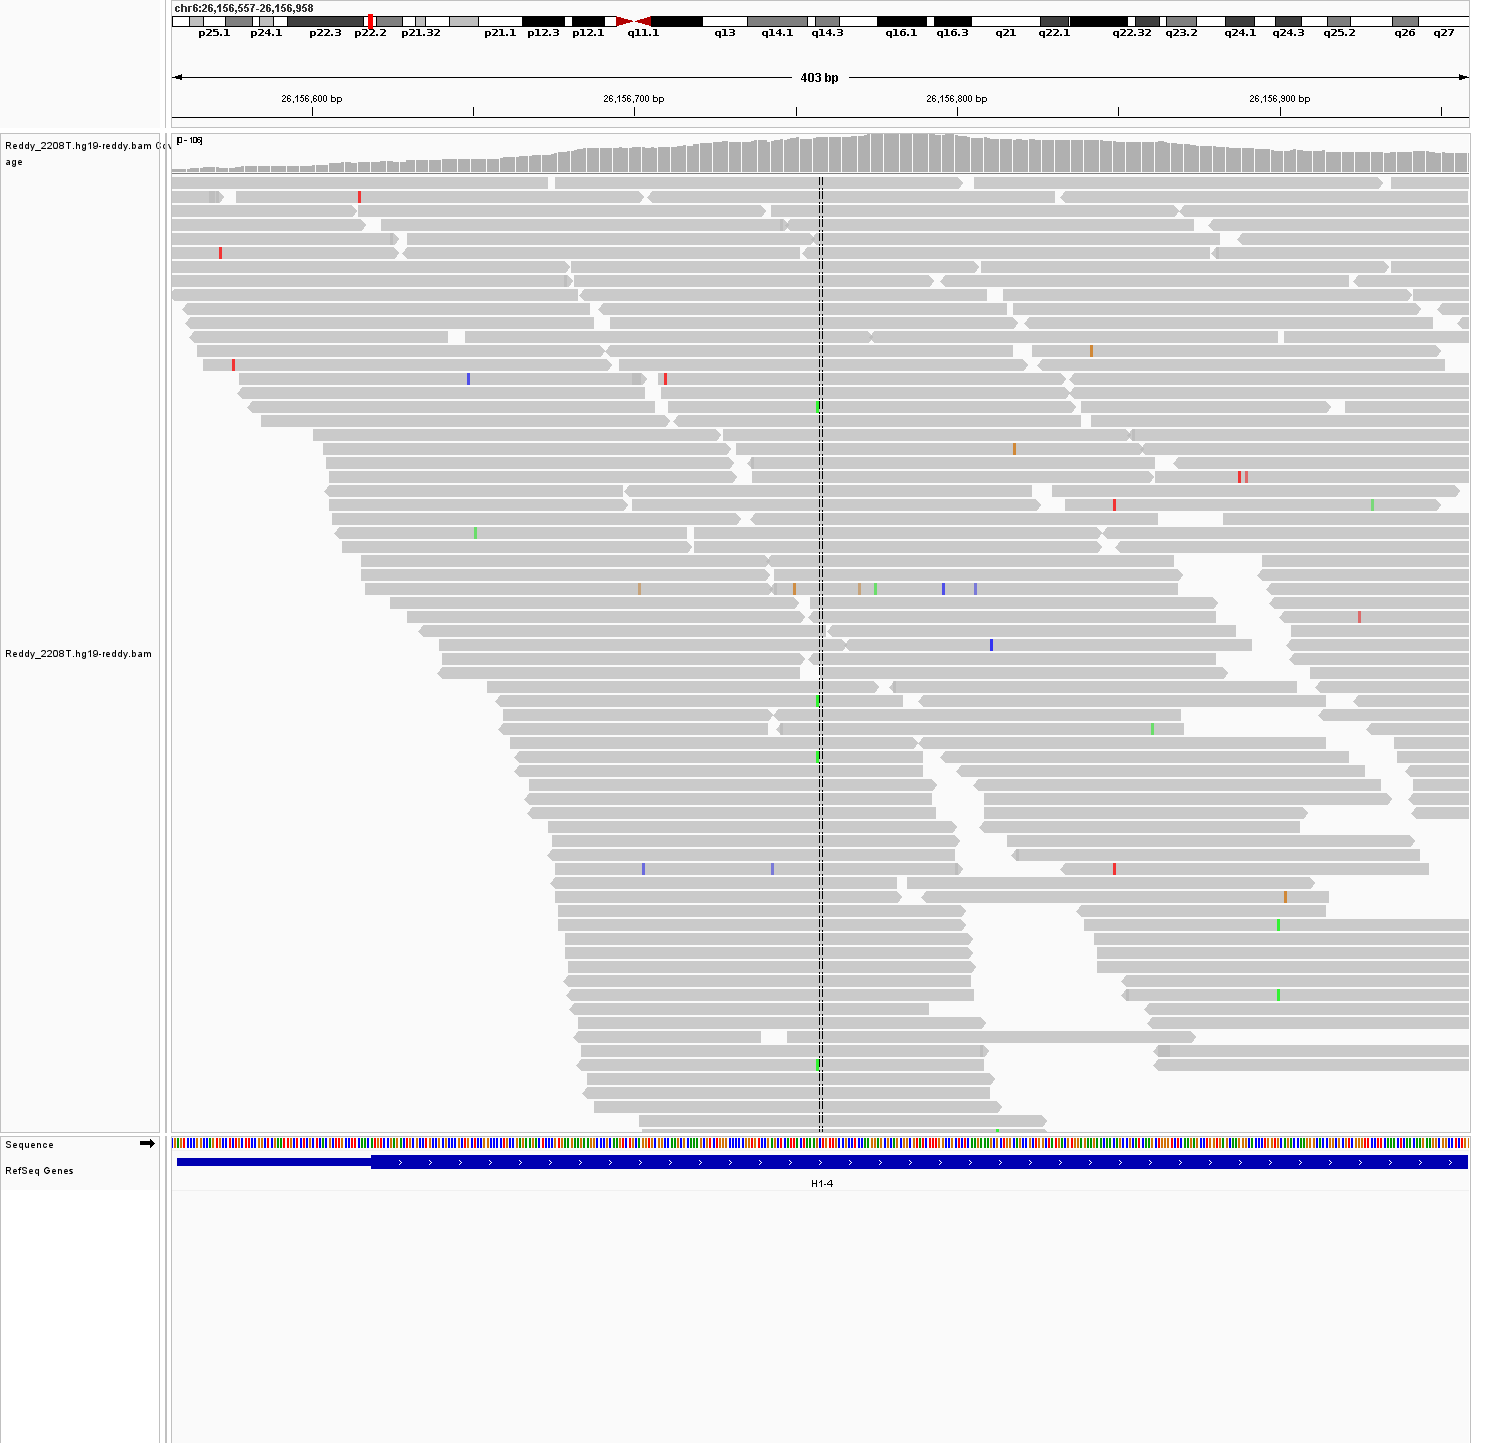 chr6:26,156,557-26,156,958
p25.1 p24.1 p22.3 p22.2 p21.32 p21.1 p12.3 p12.1 q11.1 q13 q14.1 q14.3 q16.1 q16.3 q21 q22.1 q22.32 q23.2 q24.1 q24.3 q25.2 q26 q27
403 bp
26,156,600 bp 26,156,700 bp 26,156,800 bp 26,156,900 bp
Reddy_2208T.hg19-reddy.bam Cov
age
[0 - 106]
Reddy_2208T.hg19-reddy.bam
Sequence
RefSeq Genes
H1-4